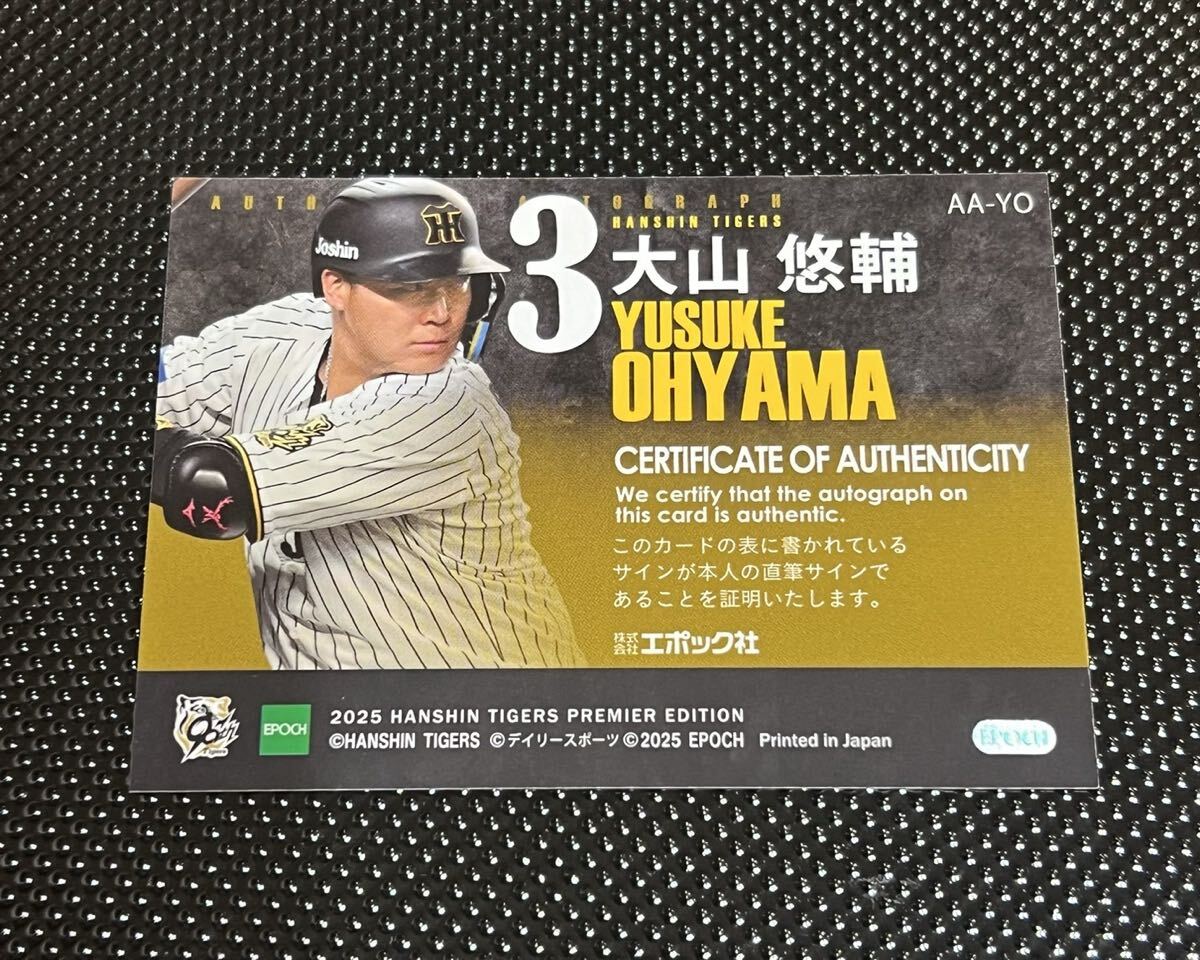 AA-YO
HANSHIN TIGERS
3
大山 悠輔
YUSUKE
OHYAMA
Joshin
CERTIFICATE OF AUTHENTICITY
We certify that the autograph on
this card is authentic.
このカードの表に書かれている
サインが本人の直筆サインで
あることを証明いたします。
株式会社 エポック社
EPOCH
2025 HANSHIN TIGERS PREMIER EDITION
©HANSHIN TIGERS ©デイリースポーツ ©2025 EPOCH Printed in Japan
EPOCH
Tigers